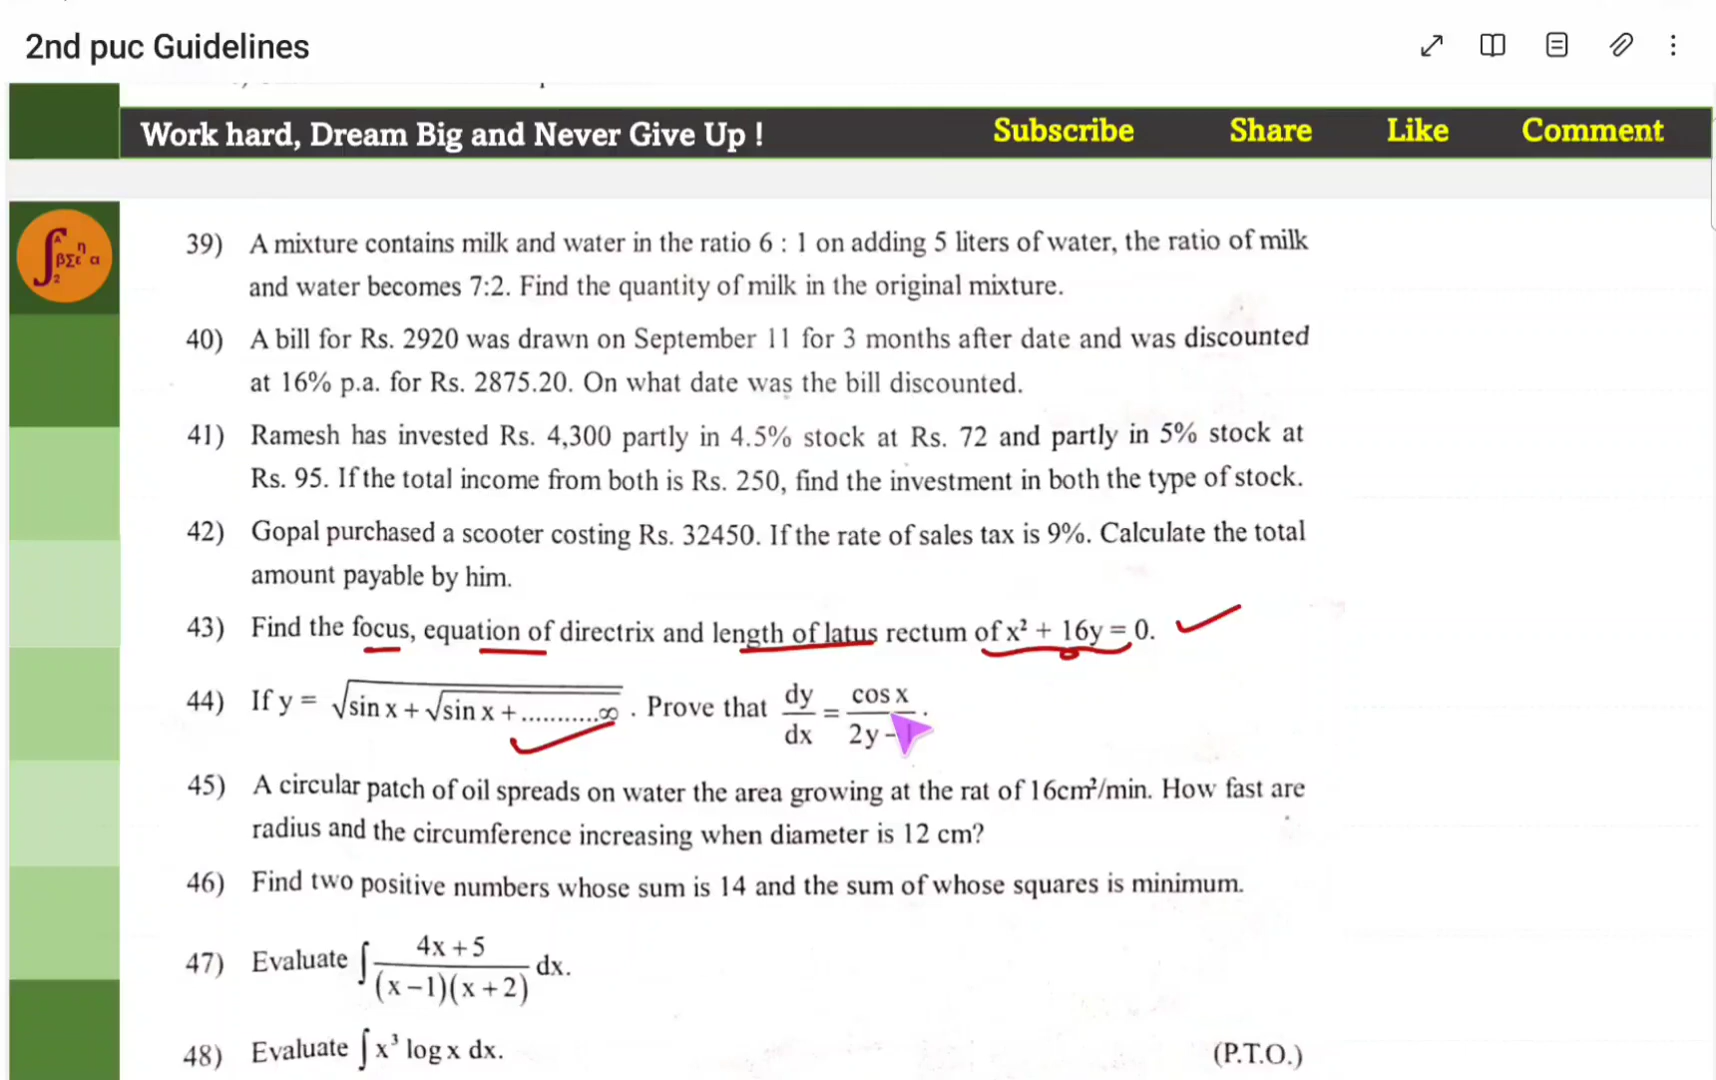 2nd puc Guidelines
Work hard, Dream Big and Never Give Up ! Subscribe Share Like Comment
39) A mixture contains milk and water in the ratio 6 : 1 on adding 5 liters of water, the ratio of milk
and water becomes 7:2. Find the quantity of milk in the original mixture.
40) A bill for Rs. 2920 was drawn on September 11 for 3 months after date and was discounted
at 16% p.a. for Rs. 2875.20. On what date was the bill discounted.
41) Ramesh has invested Rs. 4,300 partly in 4.5% stock at Rs. 72 and partly in 5% stock at
Rs. 95. If the total income from both is Rs. 250, find the investment in both the type of stock.
42) Gopal purchased a scooter costing Rs. 32450. If the rate of sales tax is 9%. Calculate the total
amount payable by him.
43) Find the focus, equation of directrix and length of latus rectum of x² + 16y = 0.
44) If y = √(sin x + √(sin x + ...........∞)) . Prove that dy/dx = cos x / 2y - .
45) A circular patch of oil spreads on water the area growing at the rat of 16cm²/min. How fast are
radius and the circumference increasing when diameter is 12 cm?
46) Find two positive numbers whose sum is 14 and the sum of whose squares is minimum.
47) Evaluate ∫ 4x + 5 / (x – 1)(x + 2) dx.
48) Evaluate ∫ x³ log x dx. (P.T.O.)